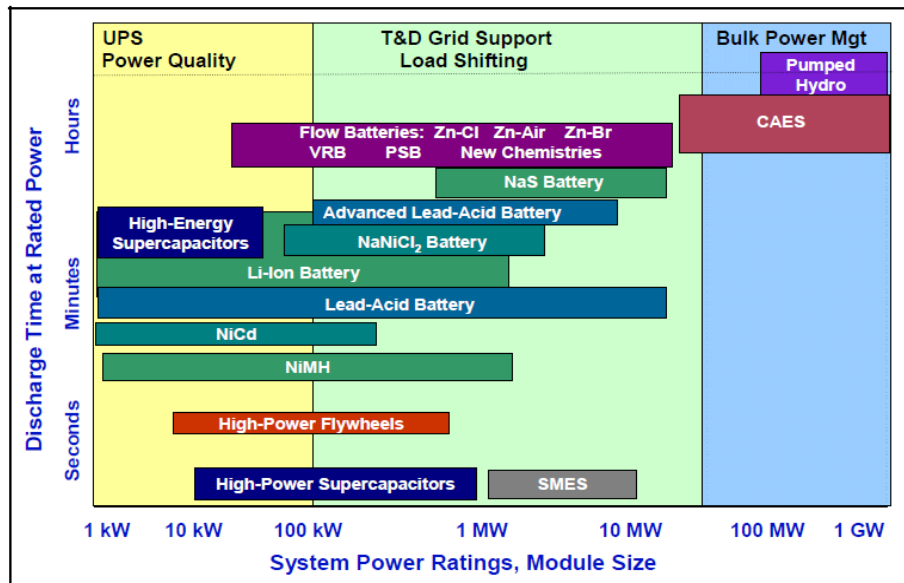 UPS
Power Quality
T&D Grid Support
Load Shifting
Bulk Power Mgt
Pumped
Hydro
CAES
Flow Batteries: Zn-Cl Zn-Air Zn-Br
VRB PSB New Chemistries
NaS Battery
Advanced Lead-Acid Battery
High-Energy
Supercapacitors
NaNiCl₂ Battery
Li-Ion Battery
Lead-Acid Battery
NiCd
NiMH
High-Power Flywheels
High-Power Supercapacitors
SMES
Discharge Time at Rated Power
Hours
Minutes
Seconds
1 kW 10 kW 100 kW 1 MW 10 MW 100 MW 1 GW
System Power Ratings, Module Size